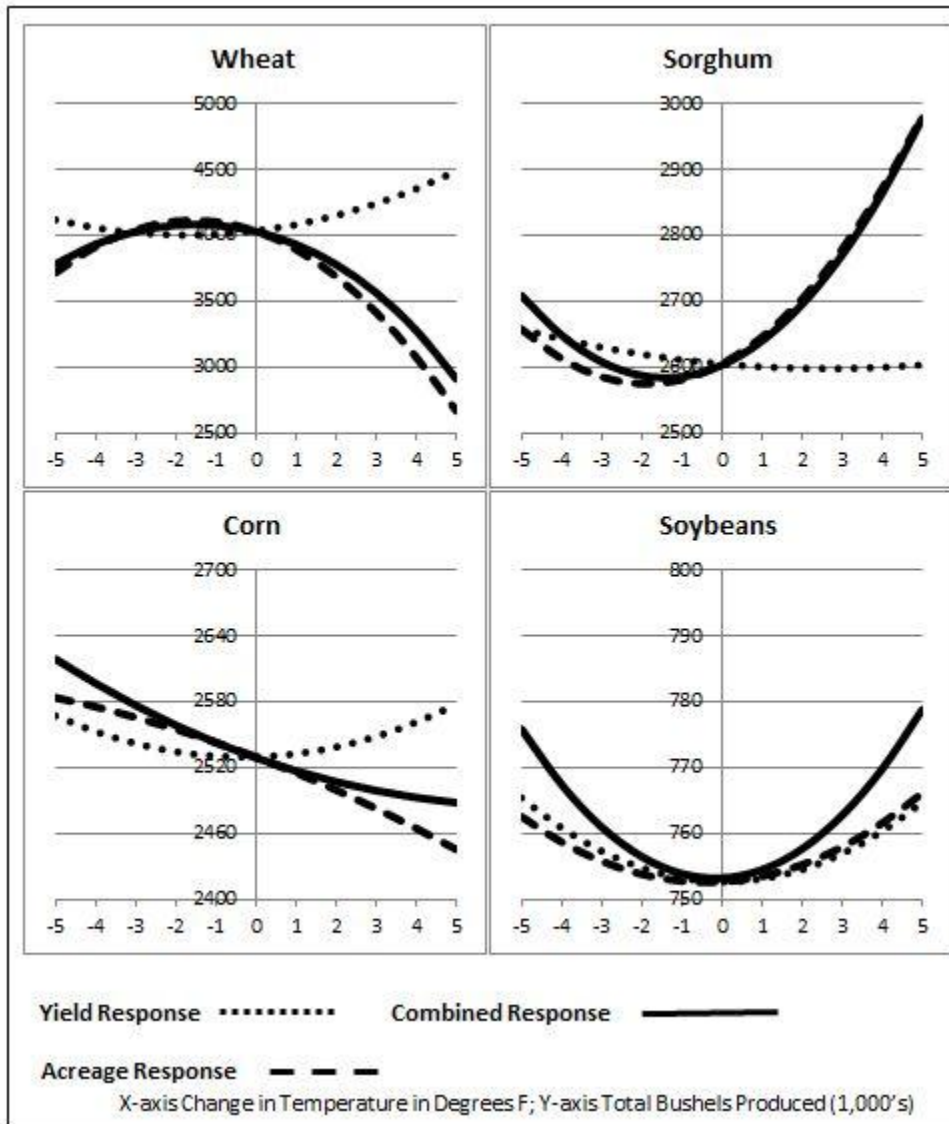 Wheat
5000
4500
4000
3500
3000
2500
-5 -4 -3 -2 -1 0 1 2 3 4 5
Sorghum
3000
2900
2800
2700
2600
2500
-5 -4 -3 -2 -1 0 1 2 3 4 5
Corn
2700
2640
2580
2520
2460
2400
-5 -4 -3 -2 -1 0 1 2 3 4 5
Soybeans
800
790
780
770
760
750
-5 -4 -3 -2 -1 0 1 2 3 4 5
Yield Response Combined Response
Acreage Response
X-axis Change in Temperature in Degrees F; Y-axis Total Bushels Produced (1,000's)